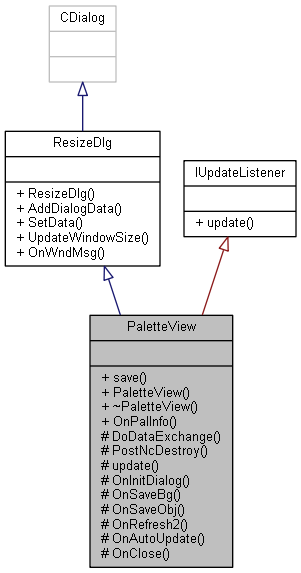 CDialog
ResizeDlg
+ ResizeDlg()
+ AddDialogData()
+ SetData()
+ UpdateWindowSize()
+ OnWndMsg()
IUpdateListener
+ update()
PaletteView
+ save()
+ PaletteView()
+ ~PaletteView()
+ OnPalInfo()
# DoDataExchange()
# PostNcDestroy()
# update()
# OnInitDialog()
# OnSaveBg()
# OnSaveObj()
# OnRefresh2()
# OnAutoUpdate()
# OnClose()